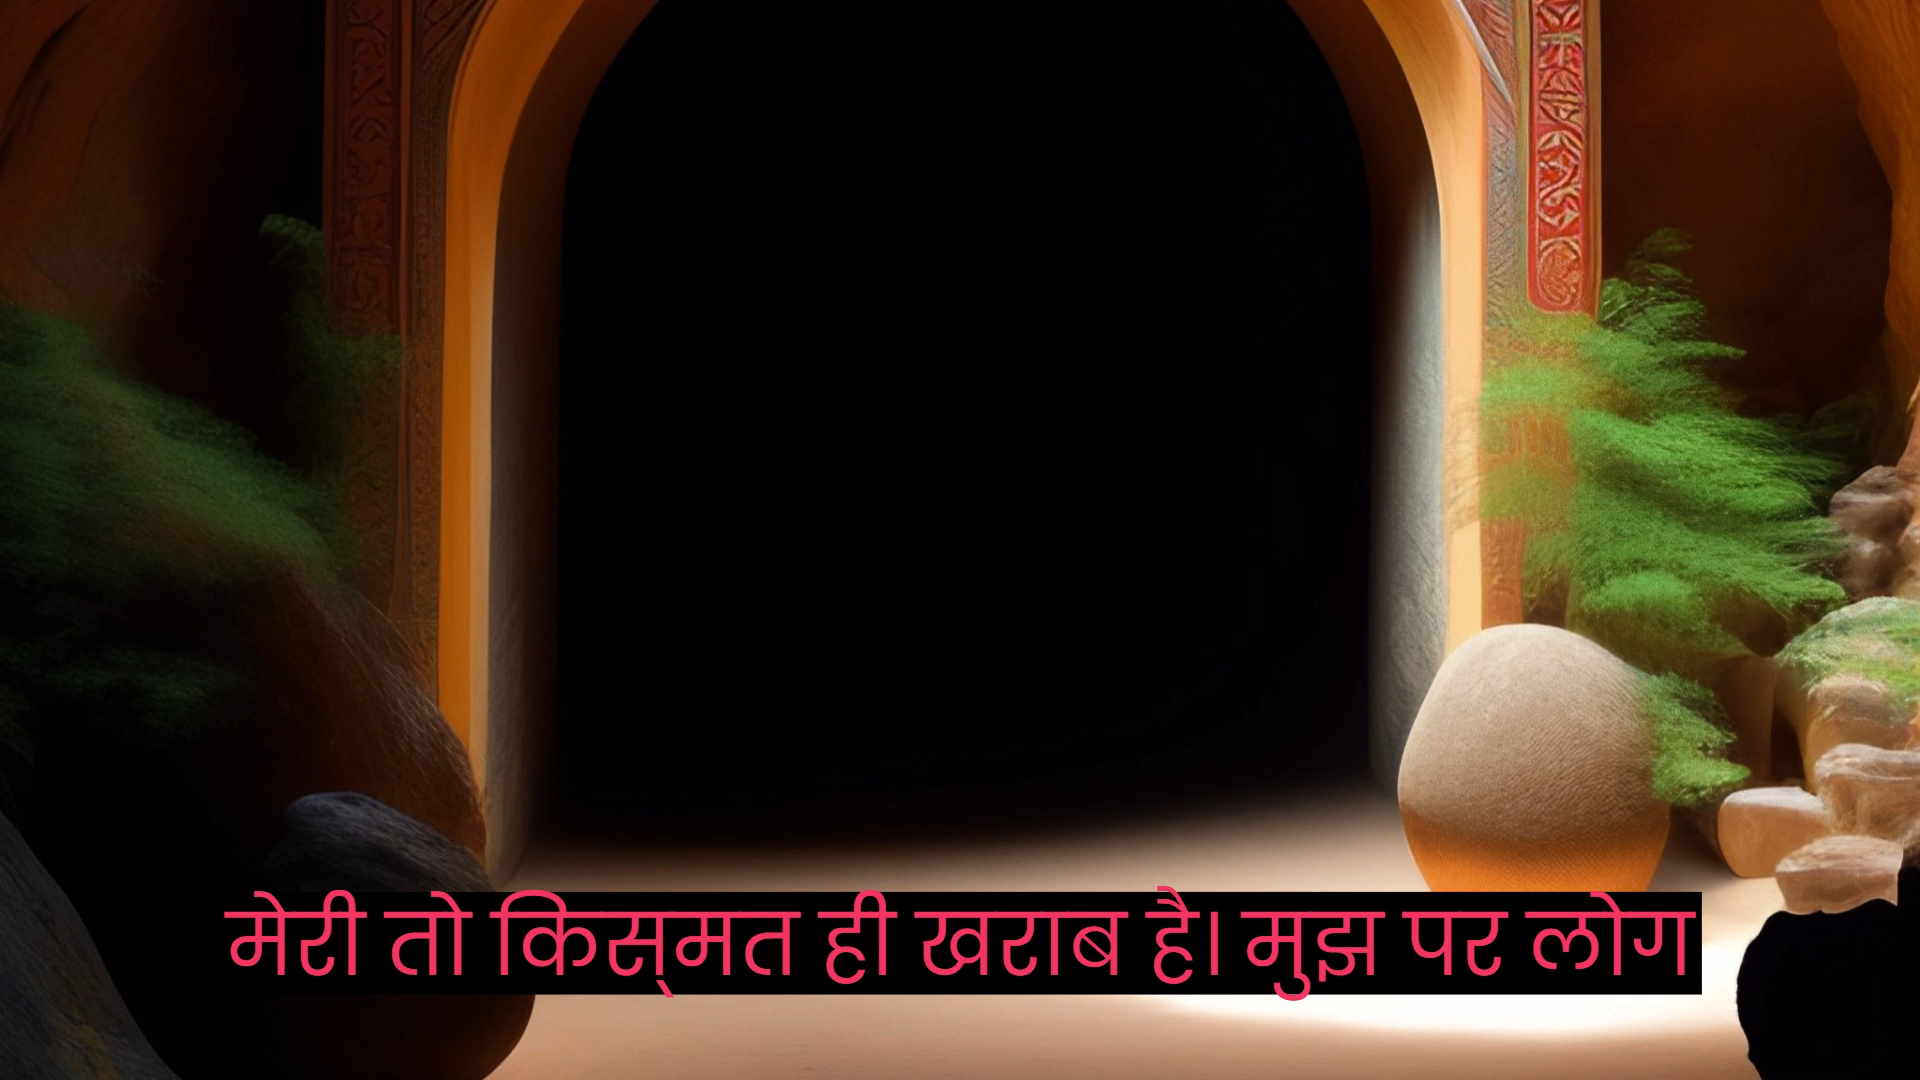 मेरी तो किस्मत ही खराब है। मुझ पर लोग